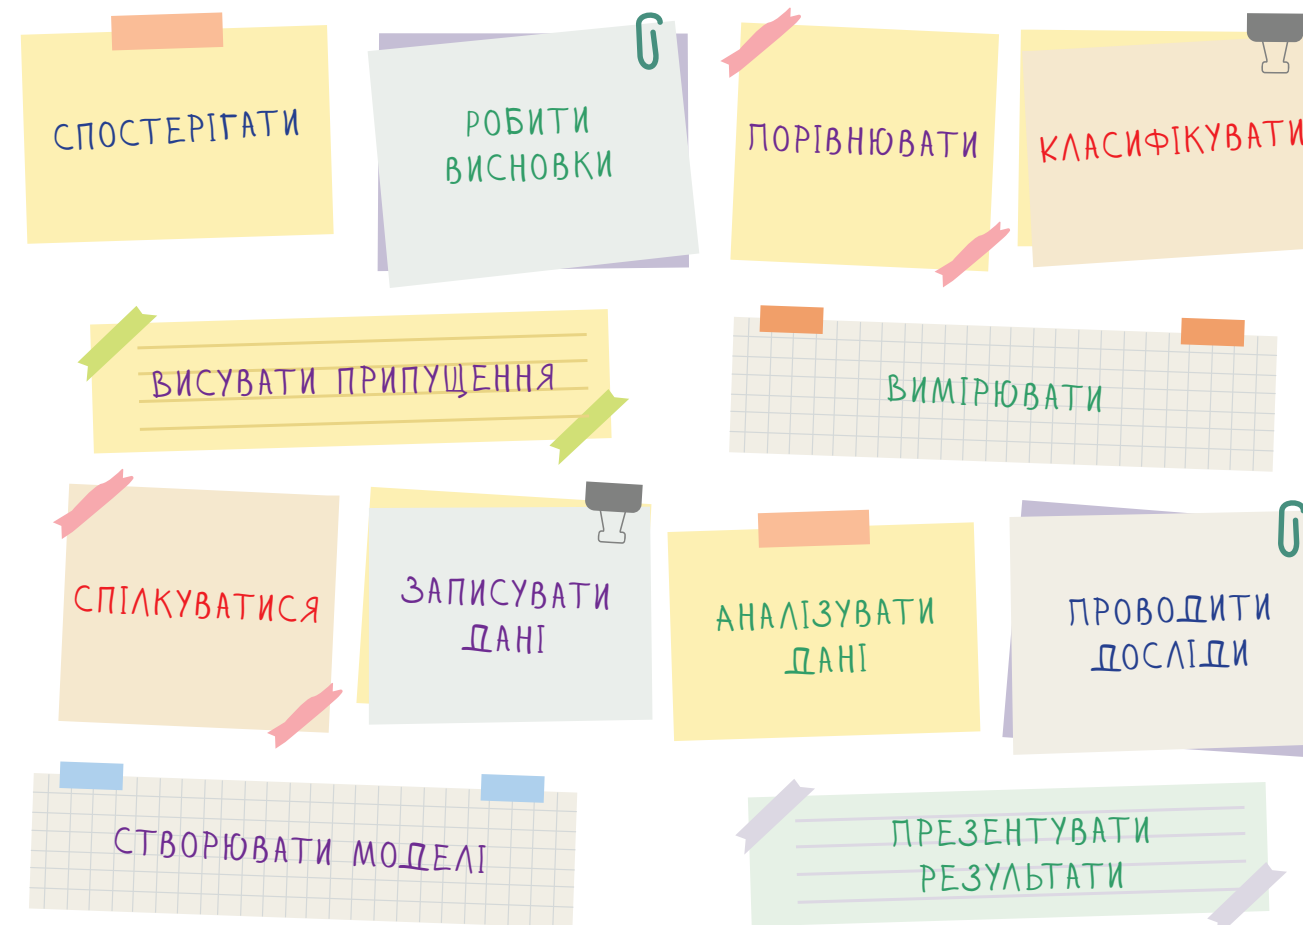 СПОСТЕРІГАТИ
РОБИТИ
ВИСНОВКИ
ПОРІВНЮВАТИ
КЛАСИФІКУВАТИ
ВИСУВАТИ ПРИПУЩЕННЯ
ВИМІРЮВАТИ
СПІЛКУВАТИСЯ
ЗАПИСУВАТИ
ДАНІ
АНАЛІЗУВАТИ
ДАНІ
ПРОВОДИТИ
ДОСЛІДИ
СТВОРЮВАТИ МОДЕЛІ
ПРЕЗЕНТУВАТИ
РЕЗУЛЬТАТИ